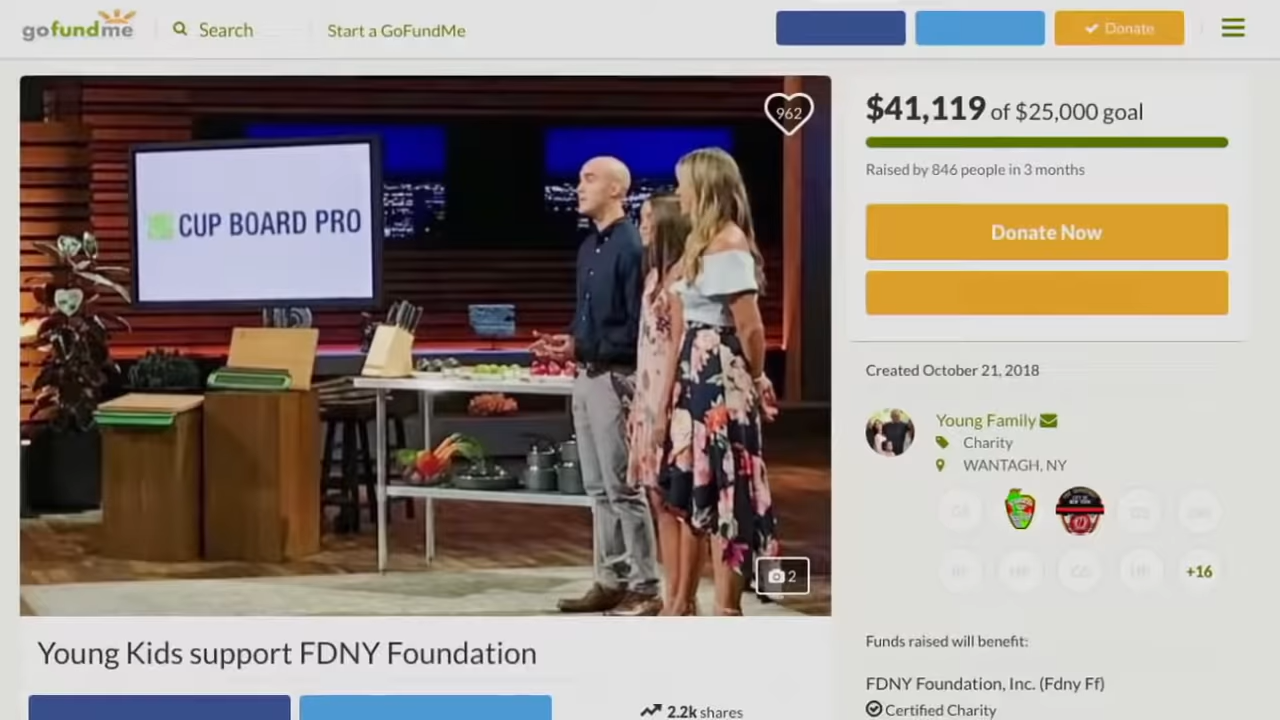 gofundme
Search
Start a GoFundMe
Donate
962
CUP BOARD PRO
2
$41,119 of $25,000 goal
Raised by 846 people in 3 months
Donate Now
Created October 21, 2018
Young Family
Charity
WANTAGH, NY
+16
Funds raised will benefit:
FDNY Foundation, Inc. (Fdny Ff)
Certified Charity
Young Kids support FDNY Foundation
2.2k shares